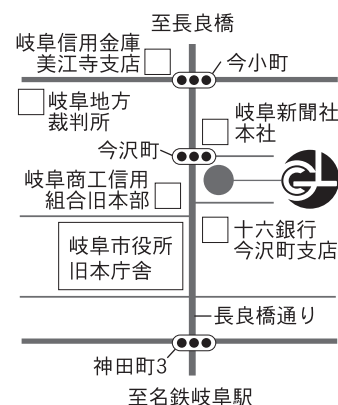 至長良橋
岐阜信用金庫
美江寺支店
今小町
岐阜地方
裁判所
岐阜新聞社
本社
今沢町
岐阜商工信用
組合旧本部
十六銀行
今沢町支店
岐阜市役所
旧本庁舎
長良橋通り
神田町3
至名鉄岐阜駅